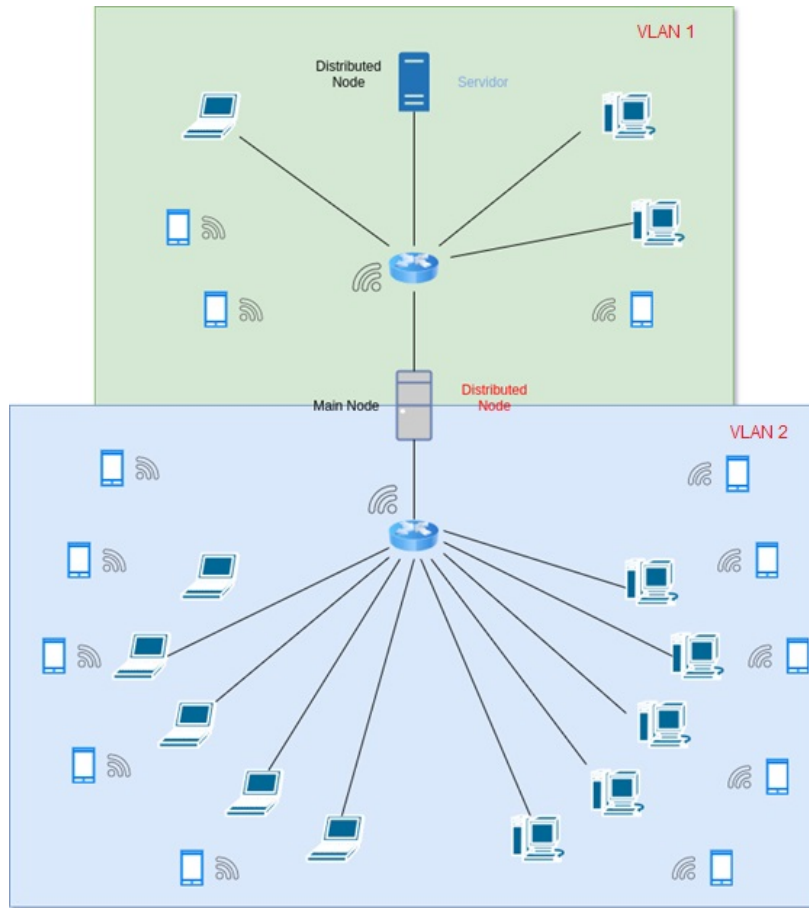 VLAN 1
Distributed
Node
Servidor
Main Node
Distributed
Node
VLAN 2